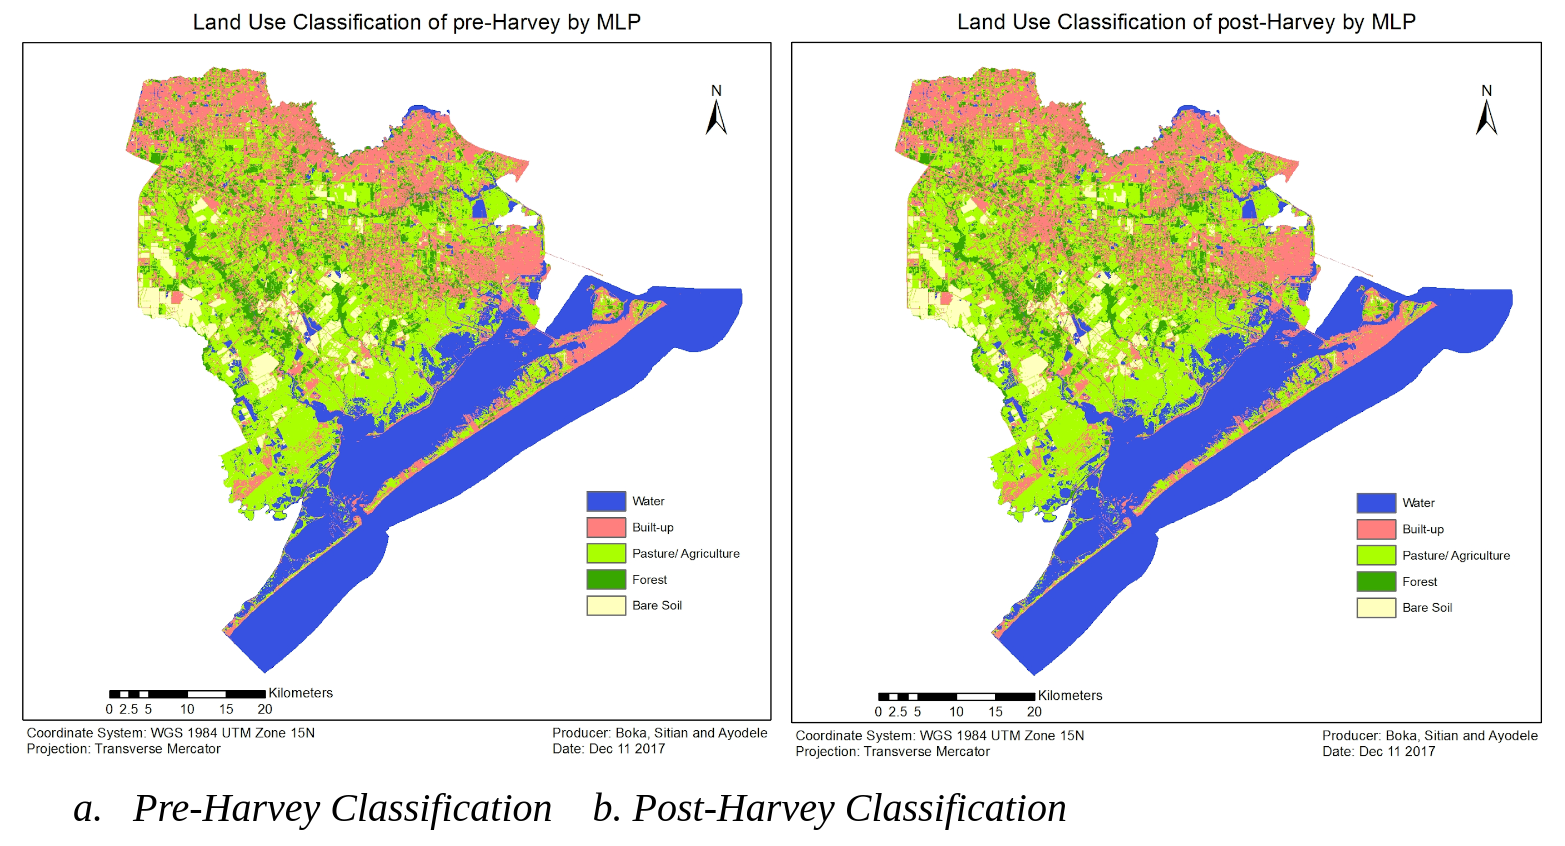 Land Use Classification of pre-Harvey by MLP
N
Water
Built-up
Pasture/ Agriculture
Forest
Bare Soil
Kilometers
0 2.5 5 10 15 20
Coordinate System: WGS 1984 UTM Zone 15N
Projection: Transverse Mercator
Producer: Boka, Sitian and Ayodele
Date: Dec 11 2017
Land Use Classification of post-Harvey by MLP
N
Water
Built-up
Pasture/ Agriculture
Forest
Bare Soil
Kilometers
0 2.5 5 10 15 20
Coordinate System: WGS 1984 UTM Zone 15N
Projection: Transverse Mercator
Producer: Boka, Sitian and Ayodele
Date: Dec 11 2017
a. Pre-Harvey Classification b. Post-Harvey Classification